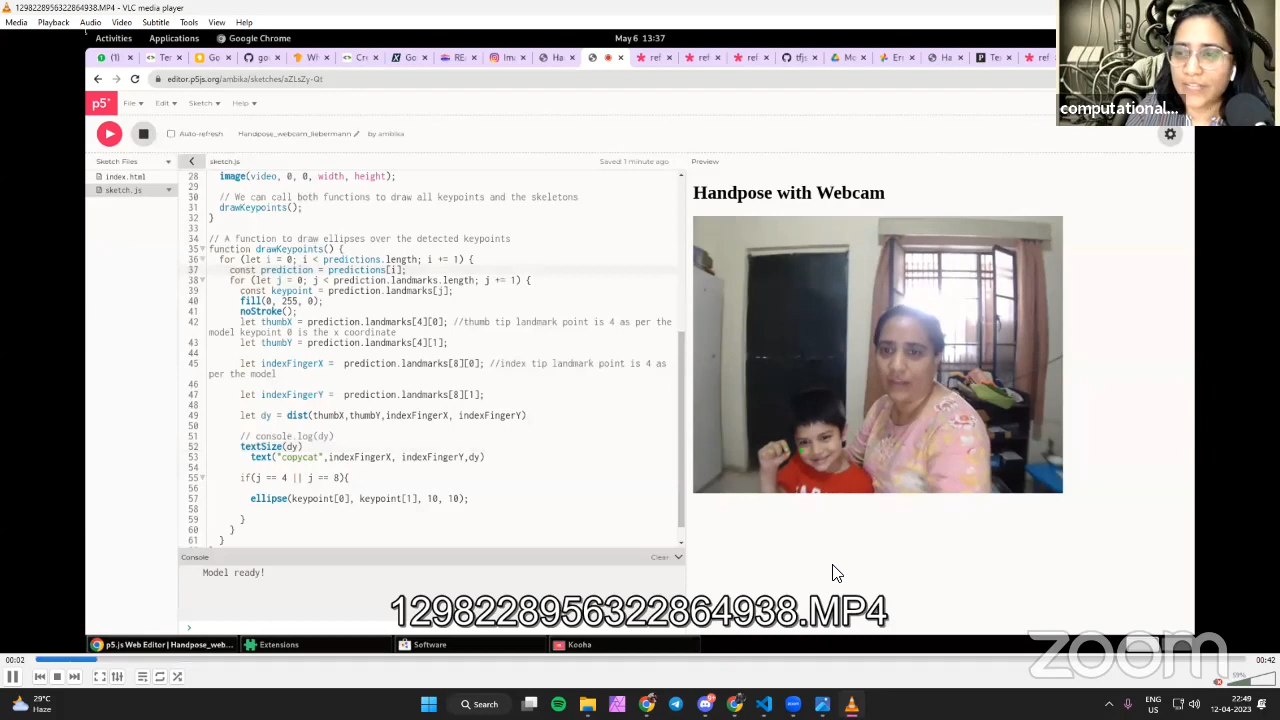 1298228956322864938.MP4 - VLC media player
Media Playback Audio Video Subtitle Tools View Help
Activities Applications Google Chrome May 6 13:37
editor.p5js.org/ambika/sketches/aZLsZy-Qt
p5* File Edit Sketch Help
Auto-refresh Handpose_webcam_liebermann by ambika
computational...
Sketch Files sketch.js Saved: 1 minute ago Preview
index.html
sketch.js
28 image(video, 0, 0, width, height);
29
30 // We can call both functions to draw all keypoints and the skeletons
31 drawKeypoints();
32 }
33
34 // A function to draw ellipses over the detected keypoints
35 function drawKeypoints() {
36 for (let i = 0; i < predictions.length; i += 1) {
37 const prediction = predictions[i];
38 for (let j = 0; j < prediction.landmarks.length; j += 1) {
39 const keypoint = prediction.landmarks[j];
40 fill(0, 255, 0);
41 noStroke();
42 let thumbX = prediction.landmarks[4][0]; //thumb tip landmark point is 4 as per the
model keypoint 0 is the x coordinate
43 let thumbY = prediction.landmarks[4][1];
44
45 let indexFingerX = prediction.landmarks[8][0]; //index tip landmark point is 4 as
per the model
46
47 let indexFingerY = prediction.landmarks[8][1];
48
49 let dy = dist(thumbX,thumbY,indexFingerX, indexFingerY)
50
51 // console.log(dy)
52 textSize(dy)
53 text("copycat",indexFingerX, indexFingerY,dy)
54
55 if(j == 4 || j == 8){
56
57 ellipse(keypoint[0], keypoint[1], 10, 10);
58
59 }
60 }
61 }
Handpose with Webcam
Console Clear
Model ready!
1298228956322864938.MP4
p5.js Web Editor | Handpose_web... Extensions Software Kooha
zoom
00:02 00:42
59%
29°C
Haze
Search
ENG
US
22:49
12-04-2023